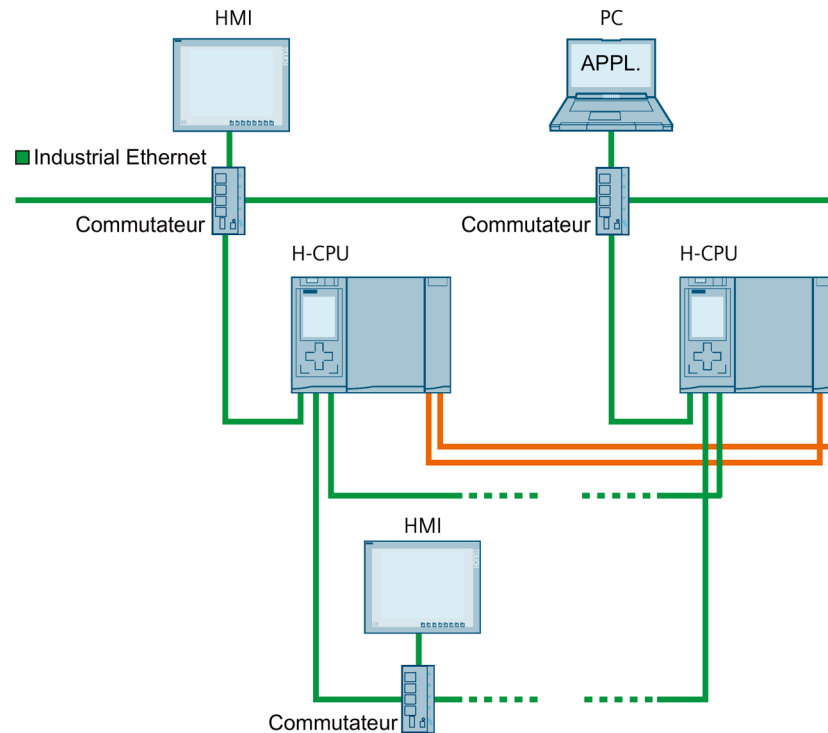 HMI
PC
APPL.
Industrial Ethernet
Commutateur
Commutateur
H-CPU
H-CPU
HMI
Commutateur